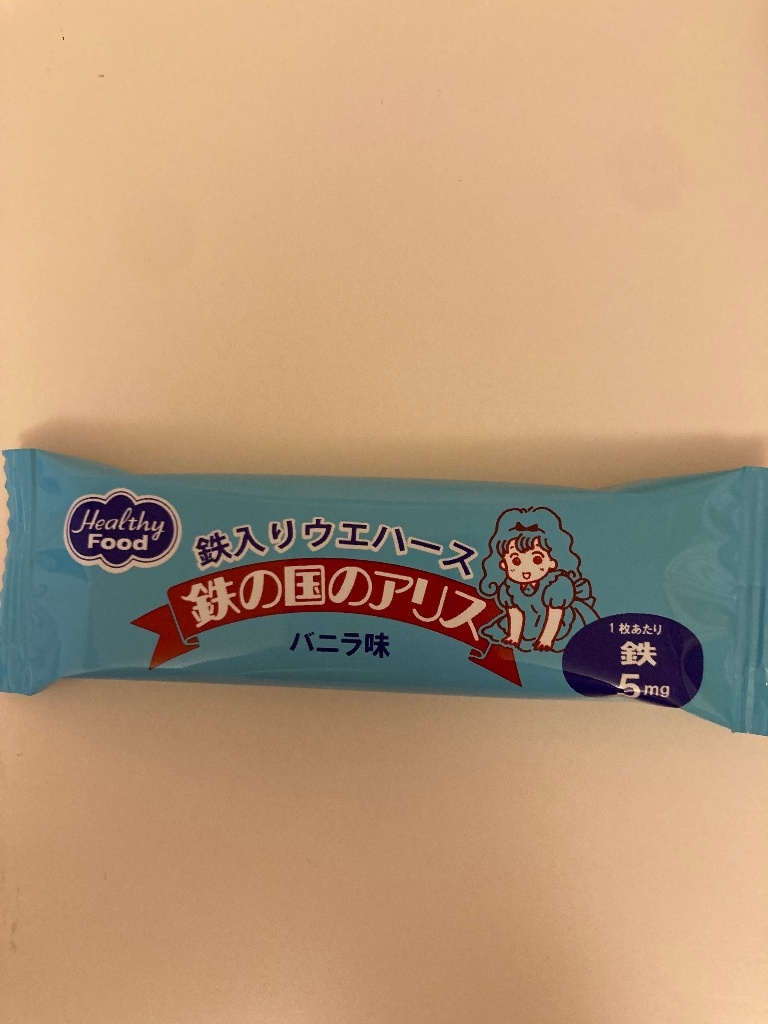 Healthy
Food
鉄入りウエハース
鉄の国のアリス
バニラ味
1枚あたり
鉄
5mg